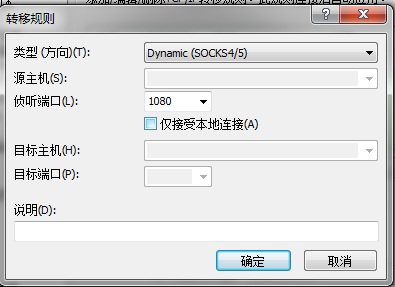 转移规则
类型 (方向)(T):
Dynamic (SOCKS4/5)
源主机(S):
侦听端口(L):
1080
仅接受本地连接(A)
目标主机(H):
目标端口(P):
说明(D):
确定
取消